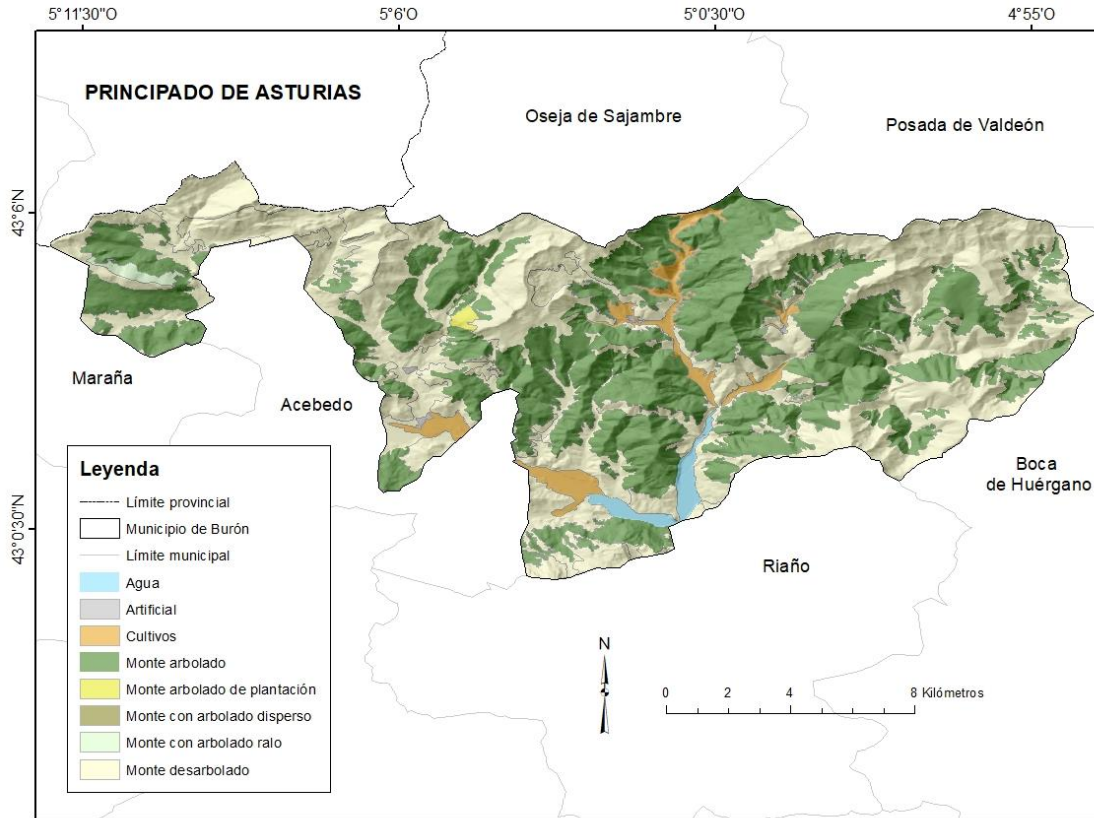 5°11'30"O
5°6'O
5°0'30"O
4°55'O
PRINCIPADO DE ASTURIAS
Oseja de Sajambre
Posada de Valdeón
43°6'N
Maraña
Acebedo
Boca
de Huérgano
43°0'30"N
Riaño
Leyenda
Límite provincial
Municipio de Burón
Límite municipal
Agua
Artificial
Cultivos
Monte arbolado
Monte arbolado de plantación
Monte con arbolado disperso
Monte con arbolado ralo
Monte desarbolado
N
0 2 4 8 Kilómetros